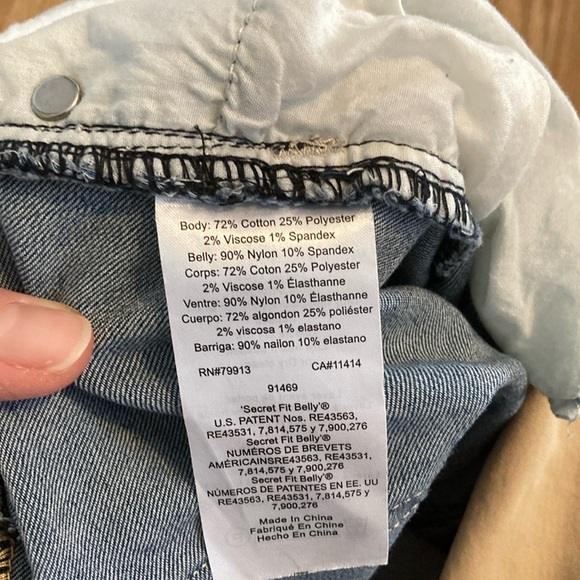 Body: 72% Cotton 25% Polyester
2% Viscose 1% Spandex
Belly: 90% Nylon 10% Spandex
Corps: 72% Coton 25% Polyester
2% Viscose 1% Élasthanne
Ventre: 90% Nylon 10% Élasthanne
Cuerpo: 72% algodon 25% poliéster
2% viscosa 1% elastano
Barriga: 90% nailon 10% elastano
RN#79913 CA#11414
91469
'Secret Fit Belly'®
U.S. PATENT Nos. RE43563,
RE43531, 7,814,575 y 7,900,276
Secret Fit Belly'®
NUMÉROS DE BREVETS
AMÉRICAINSRE43563, RE43531,
7,814,575 y 7,900,276
Secret Fit Belly'®
NÚMEROS DE PATENTES EN EE. UU
RE43563, RE43531, 7,814,575 y
7,900,276
Made In China
Fabriqué En Chine
Hecho En China